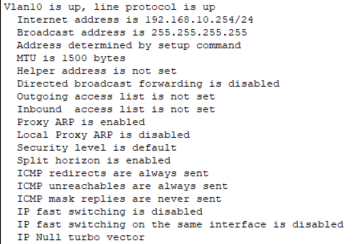 Vlan10 is up, line protocol is up
Internet address is 192.168.10.254/24
Broadcast address is 255.255.255.255
Address determined by setup command
MTU is 1500 bytes
Helper address is not set
Directed broadcast forwarding is disabled
Outgoing access list is not set
Inbound  access list is not set
Proxy ARP is enabled
Local Proxy ARP is disabled
Security level is default
Split horizon is enabled
ICMP redirects are always sent
ICMP unreachables are always sent
ICMP mask replies are never sent
IP fast switching is disabled
IP fast switching on the same interface is disabled
IP Null turbo vector